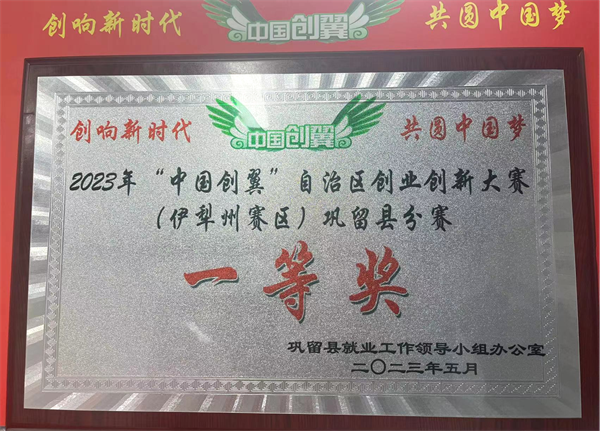 创响新时代 中国创翼 共圆中国梦
创响新时代 中国创翼 共圆中国梦
2023年“中国创翼”自治区创业创新大赛
（伊犁州赛区）巩留县分赛
一等奖
巩留县就业工作领导小组办公室
二〇二三年五月